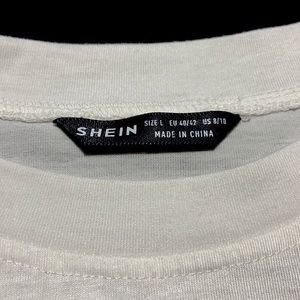 SHEIN
SIZE L EU 40/42 US 8/10
MADE IN CHINA